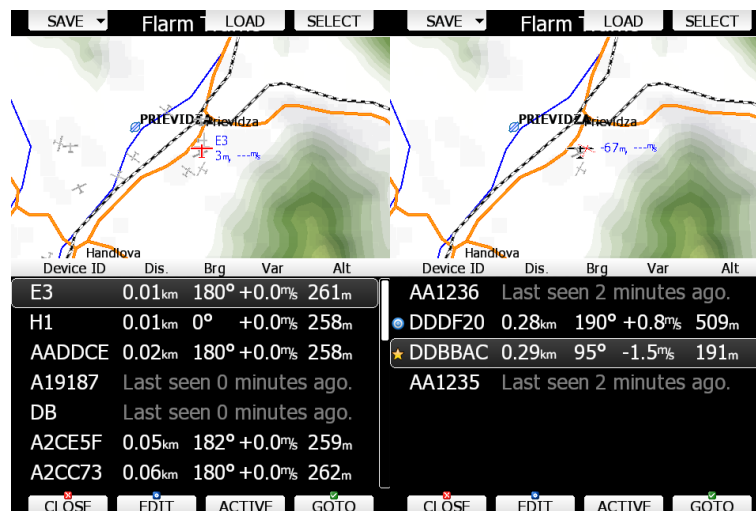 SAVE Flarm T LOAD SELECT
PRIEVIDZA Prievidza
E3
3m, ---m/s
Handlova
Device ID Dis. Brg Var Alt
E3 0.01km 180° +0.0m/s 261m
H1 0.01km 0° +0.0m/s 258m
AADDCE 0.02km 180° +0.0m/s 258m
A19187 Last seen 0 minutes ago.
DB Last seen 0 minutes ago.
A2CE5F 0.05km 182° +0.0m/s 259m
A2CC73 0.06km 180° +0.0m/s 262m
CLOSE EDIT ACTIVE GOTO
SAVE Flarm LOAD SELECT
PRIEVIDZA Prievidza
-67m, ---m/s
Handlova
Device ID Dis. Brg Var Alt
AA1236 Last seen 2 minutes ago.
DDDF20 0.28km 190° +0.8m/s 509m
DDBBAC 0.29km 95° -1.5m/s 191m
AA1235 Last seen 2 minutes ago.
CLOSE EDIT ACTIVE GOTO